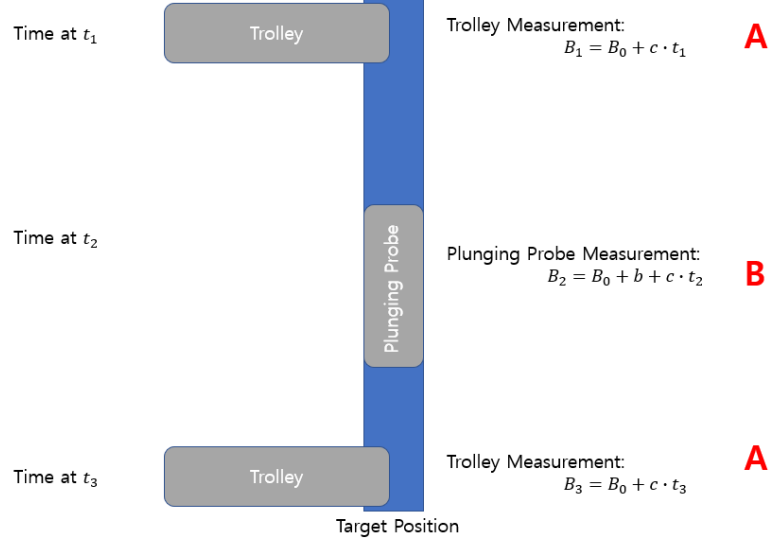 Time at t₁
Trolley
Trolley Measurement:
B₁ = B₀ + c · t₁
A
Time at t₂
Plunging Probe
Plunging Probe Measurement:
B₂ = B₀ + b + c · t₂
B
Time at t₃
Trolley
Trolley Measurement:
B₃ = B₀ + c · t₃
A
Target Position